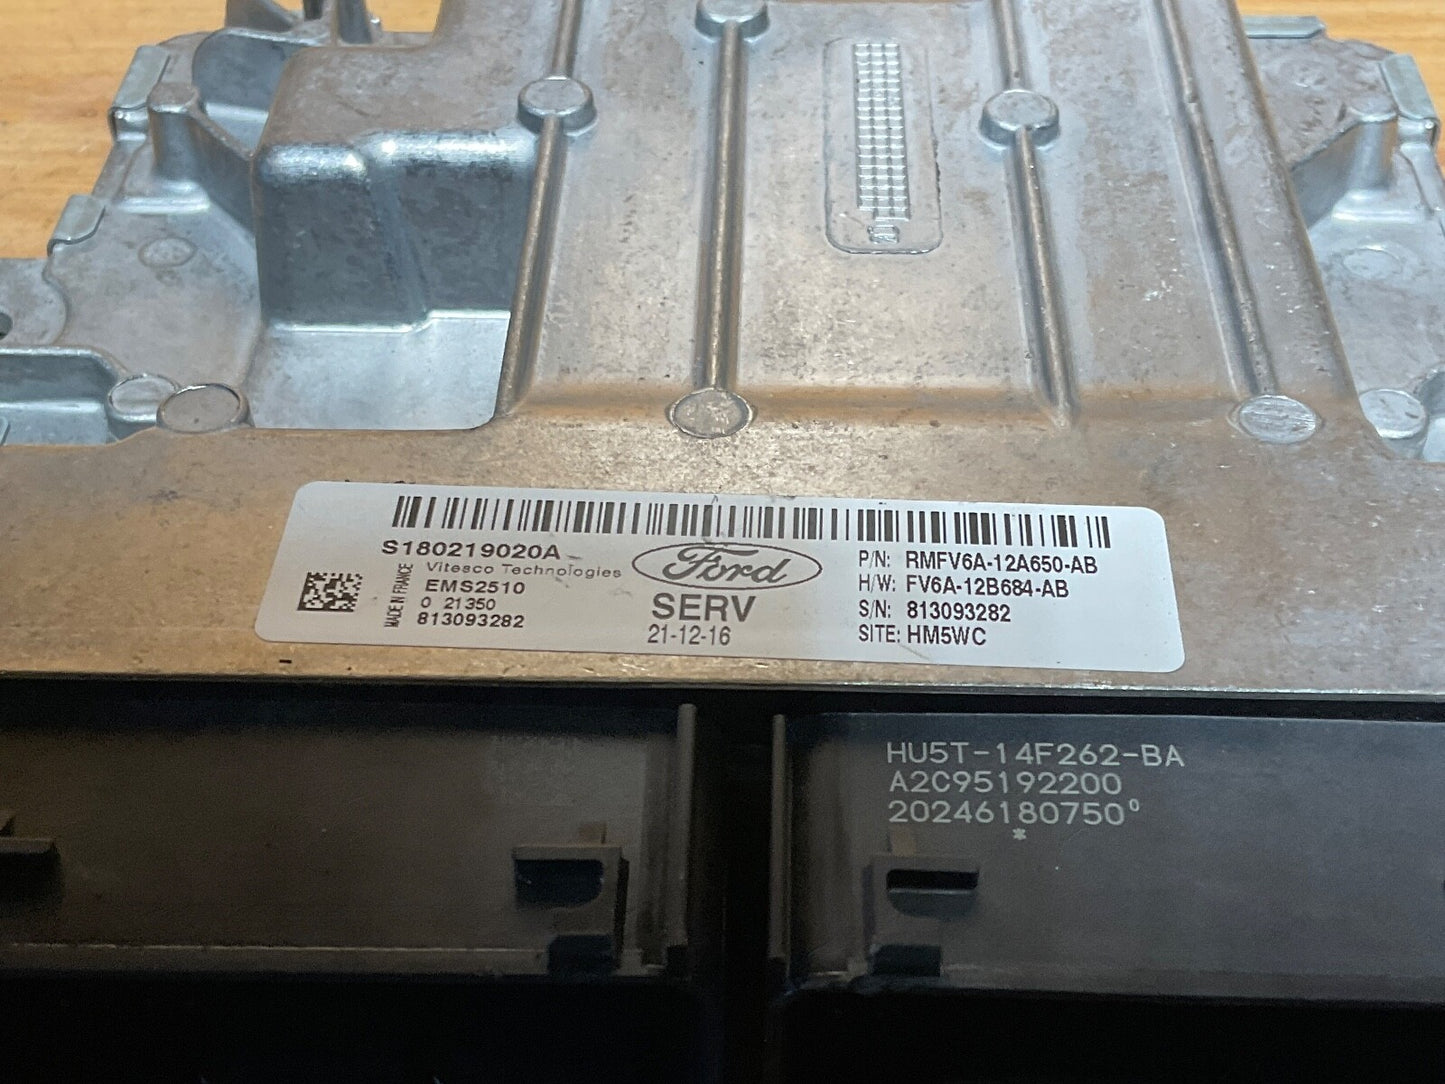 S180219020A
Vitesco Technologies
MADE IN FRANCE
EMS2510
0 21350
813093282
Ford
SERV
21-12-16
P/N: RMFV6A-12A650-AB
H/W: FV6A-12B684-AB
S/N: 813093282
SITE: HM5WC
HU5T-14F262-BA
A2C95192200
20246180750⁰
*